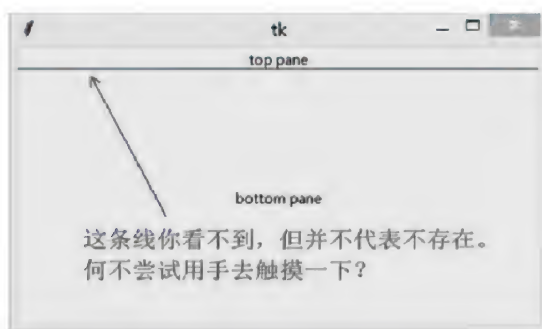 tk
top pane
bottom pane
这条线你看不到，但并不代表不存在。
何不尝试用手去触摸一下？